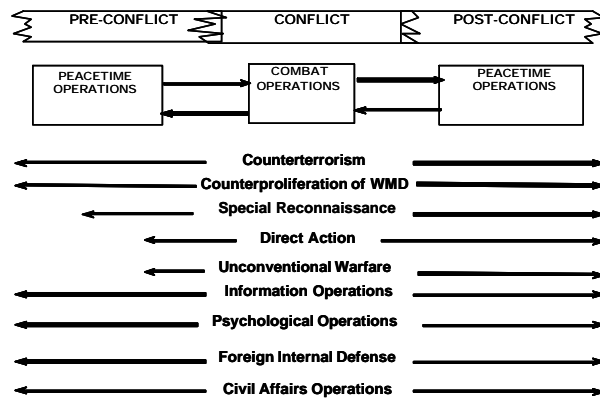 PRE-CONFLICT CONFLICT POST-CONFLICT
PEACETIME
OPERATIONS
COMBAT
OPERATIONS
PEACETIME
OPERATIONS
Counterterrorism
Counterproliferation of WMD
Special Reconnaissance
Direct Action
Unconventional Warfare
Information Operations
Psychological Operations
Foreign Internal Defense
Civil Affairs Operations